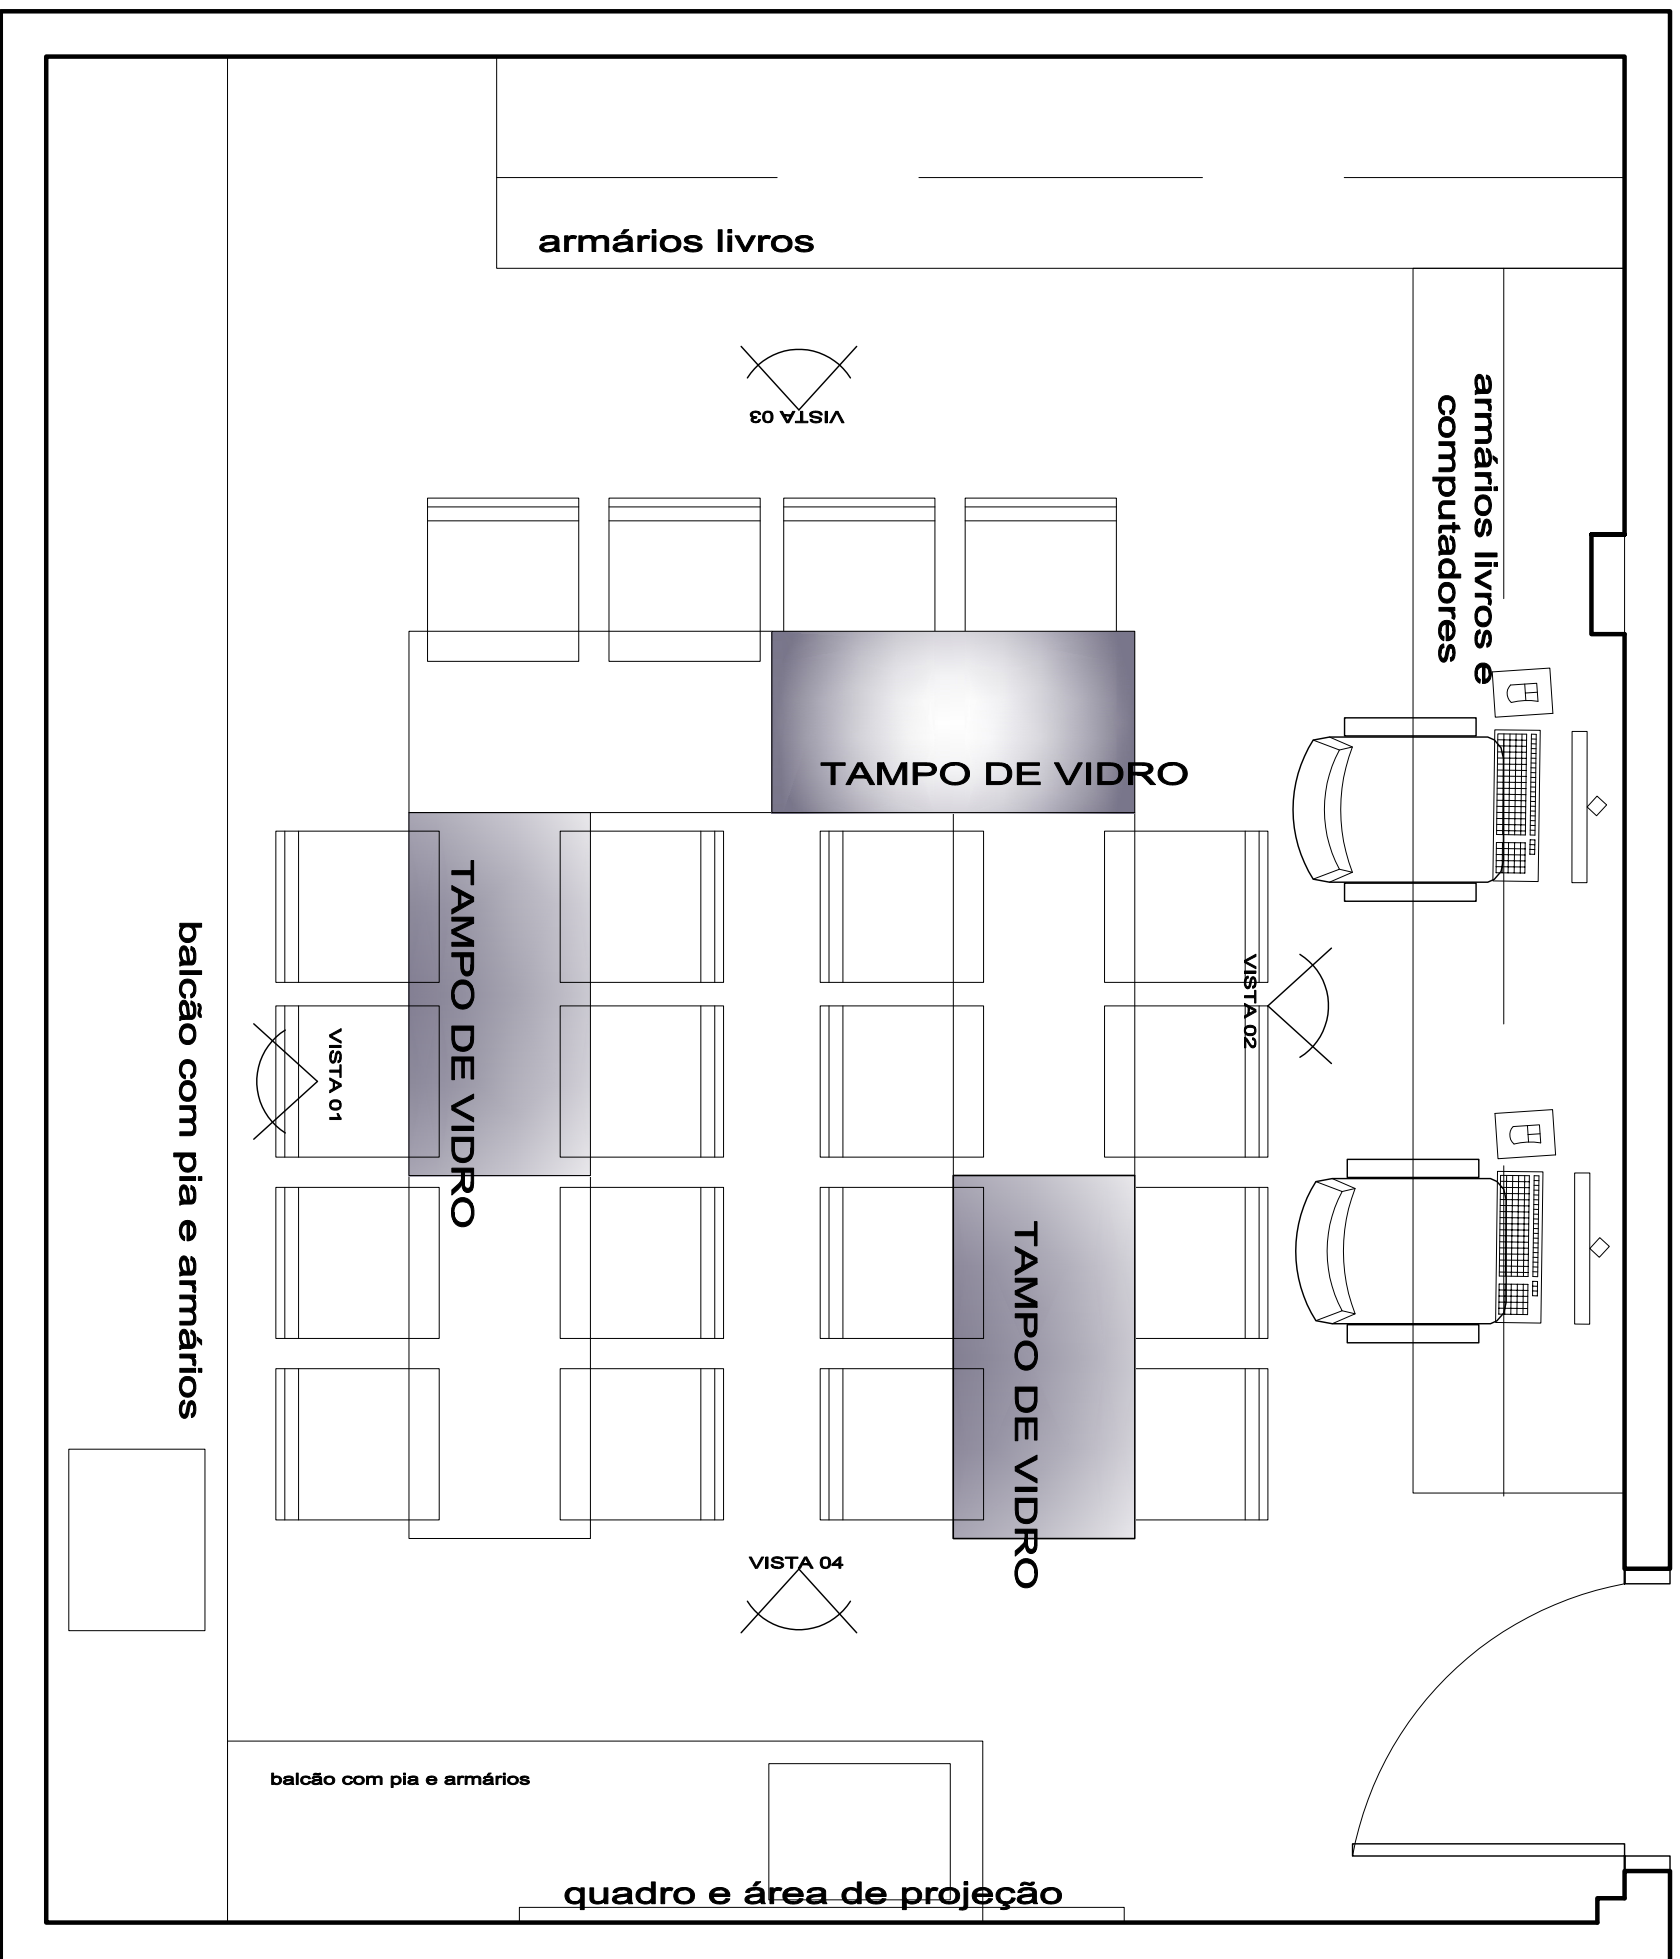 armários livros
VISTA 03
armários livros e
computadores
TAMPO DE VIDRO
TAMPO DE VIDRO
VISTA 02
VISTA 01
balcão com pia e armários
TAMPO DE VIDRO
VISTA 04
balcão com pia e armários
quadro e área de projeção